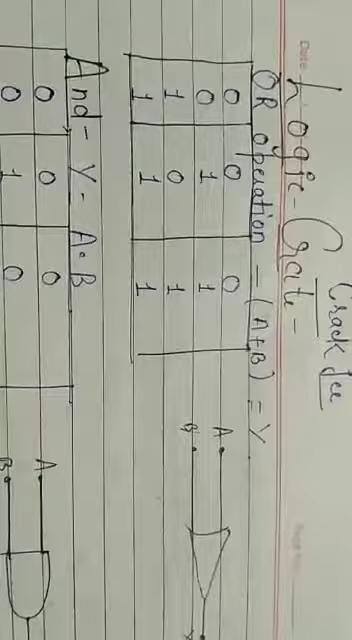 Crack Jee
Date
Logic-Gate-
OR operation - (A+B) = Y
0 0 0
0 1 1
1 0 1
1 1 1
A
B
And - Y - A·B
0 0 0
0 1 0
A
B